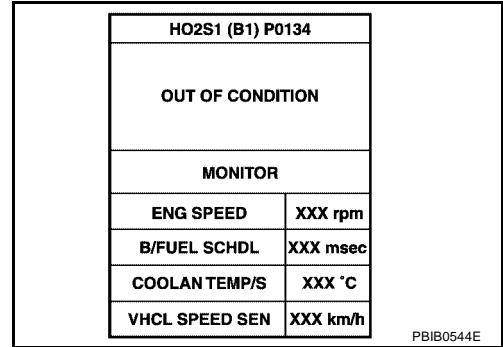 HO2S1 (B1) P0134
OUT OF CONDITION
MONITOR
ENG SPEED XXX rpm
B/FUEL SCHDL XXX msec
COOLAN TEMP/S XXX °C
VHCL SPEED SEN XXX km/h
PBIB0544E